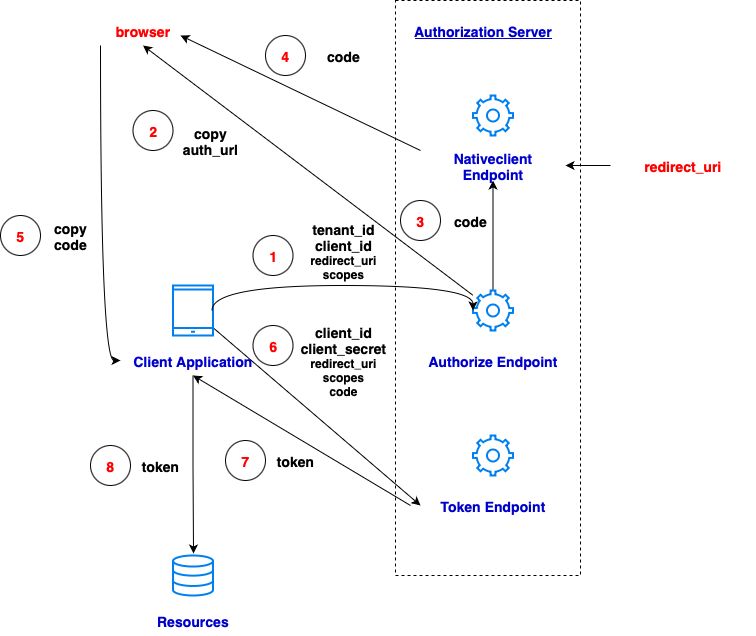 browser
Authorization Server
4
code
2
copy
auth_url
Nativeclient
Endpoint
redirect_uri
5
copy
code
3
code
1
tenant_id
client_id
redirect_uri
scopes
6
client_id
client_secret
redirect_uri
scopes
code
Client Application
Authorize Endpoint
8
token
7
token
Token Endpoint
Resources